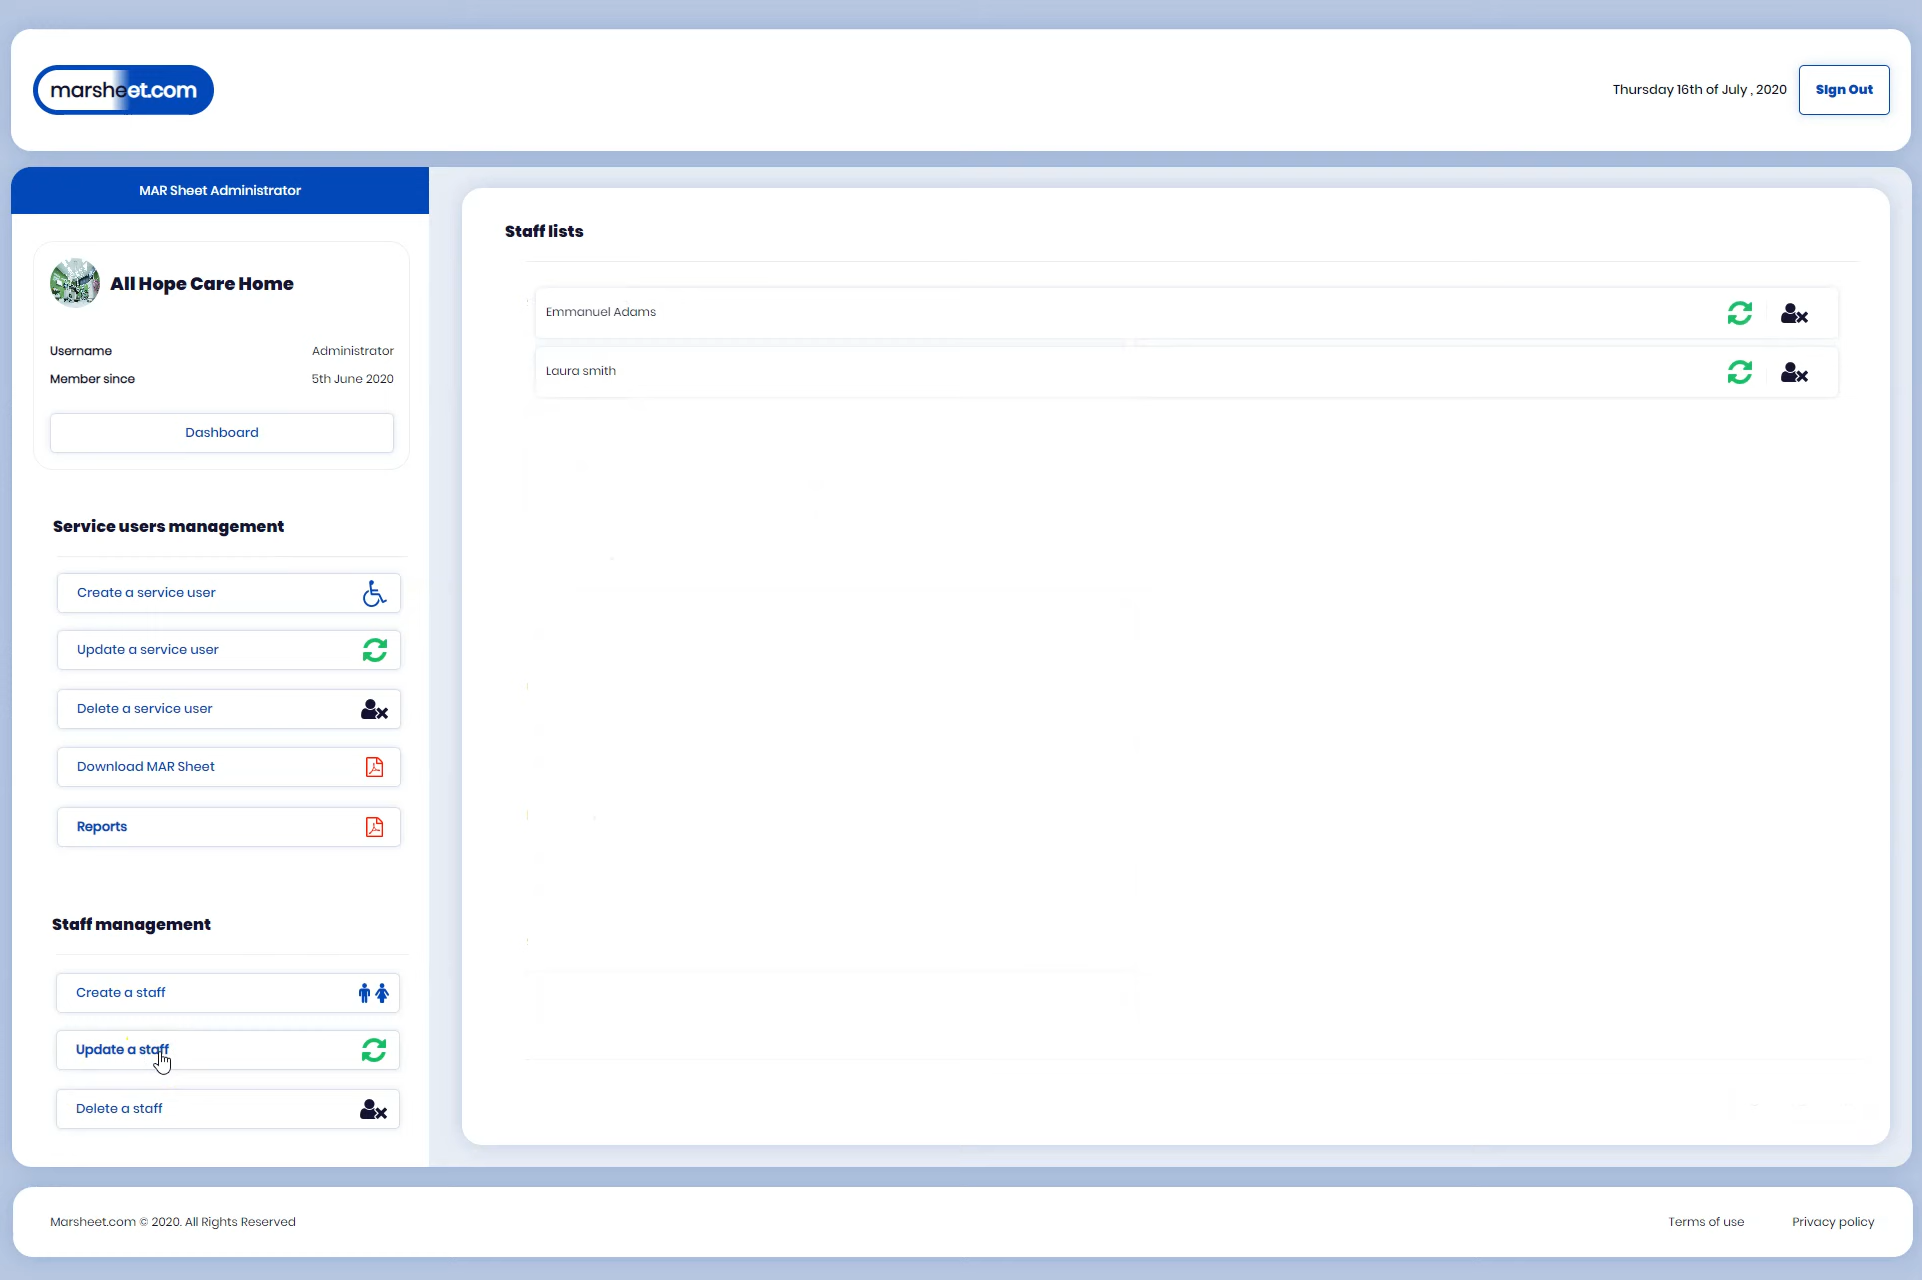 marsheet.com
Thursday 16th of July , 2020
SIgn Out
MAR Sheet Administrator
All Hope Care Home
Username Administrator
Member since 5th June 2020
Dashboard
Service users management
Create a service user
Update a service user
Delete a service user
Download MAR Sheet
Reports
Staff management
Create a staff
Update a staff
Delete a staff
Staff lists
Emmanuel Adams
Laura smith
Marsheet.com © 2020. All Rights Reserved
Terms of use
Privacy policy